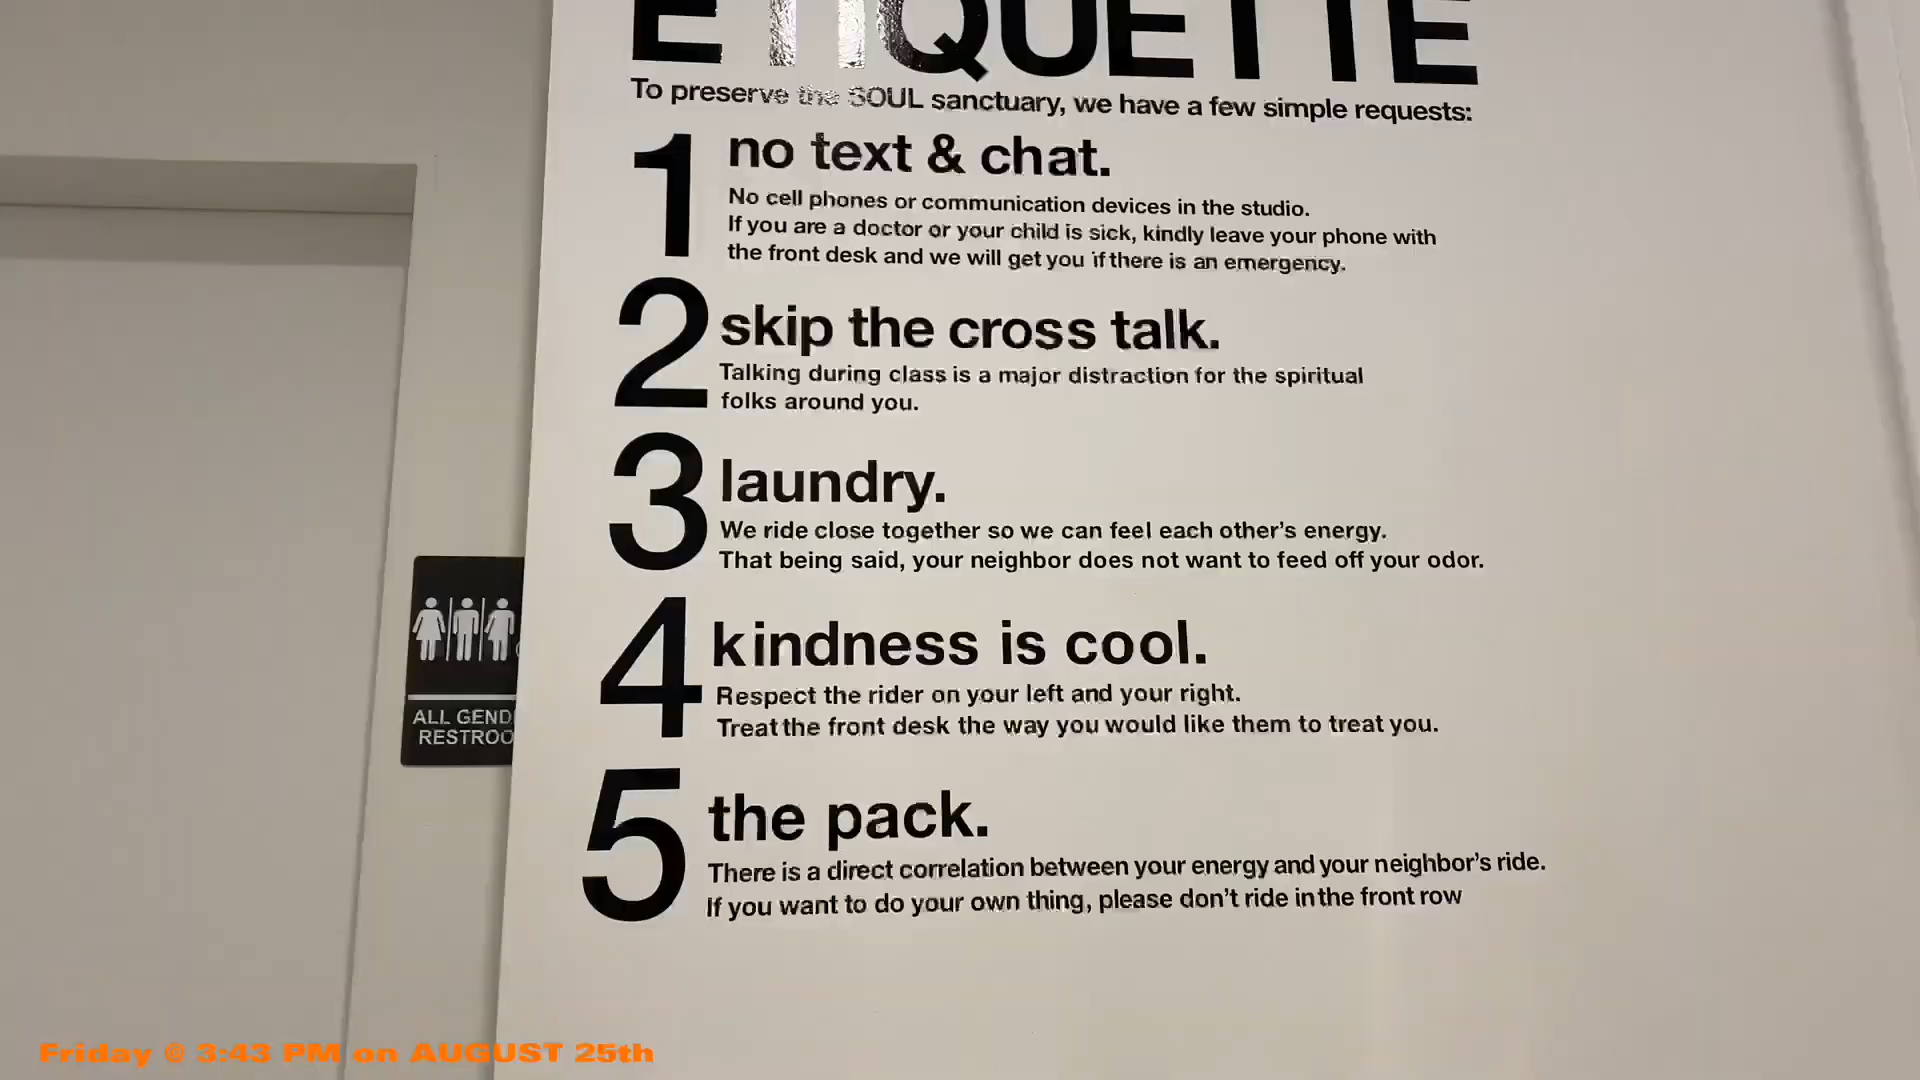 ETIQUETTE
To preserve the SOUL sanctuary, we have a few simple requests:
1 no text & chat.
No cell phones or communication devices in the studio.
If you are a doctor or your child is sick, kindly leave your phone with
the front desk and we will get you if there is an emergency.
2 skip the cross talk.
Talking during class is a major distraction for the spiritual
folks around you.
3 laundry.
We ride close together so we can feel each other's energy.
That being said, your neighbor does not want to feed off your odor.
4 kindness is cool.
Respect the rider on your left and your right.
Treat the front desk the way you would like them to treat you.
5 the pack.
There is a direct correlation between your energy and your neighbor's ride.
If you want to do your own thing, please don't ride in the front row
ALL GEND
RESTROO
Friday @ 3:43 PM on AUGUST 25th